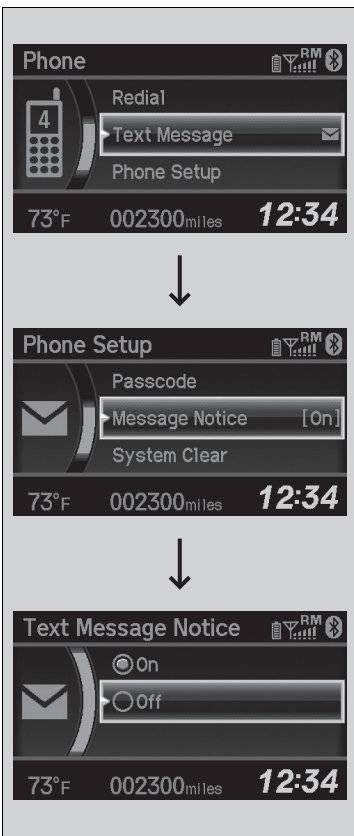 Phone RM
4
Redial
Text Message
Phone Setup
73°F 002300miles 12:34
Phone Setup RM
Passcode
Message Notice [On]
System Clear
73°F 002300miles 12:34
Text Message Notice RM
On
Off
73°F 002300miles 12:34